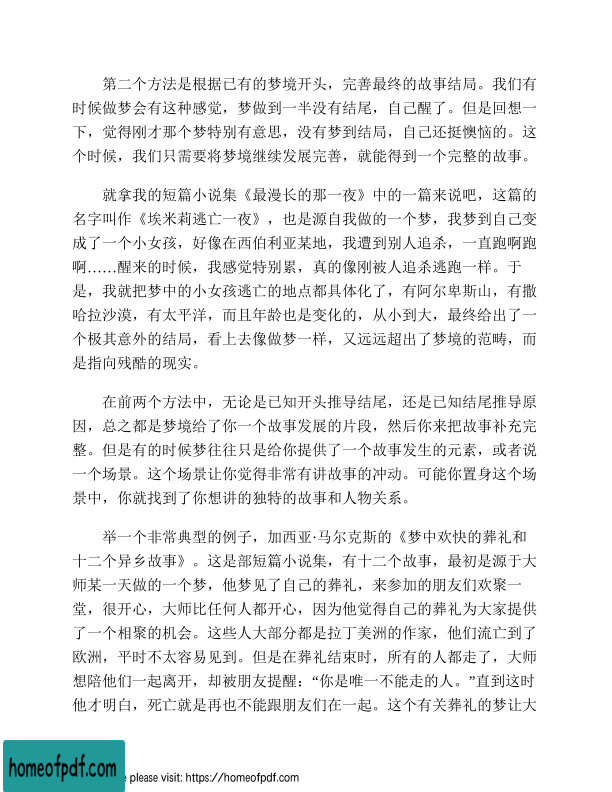 第二个方法是根据已有的梦境开头，完善最终的故事结局。我们有
时候做梦会有这种感觉，梦做到一半没有结尾，自己醒了。但是回想一
下，觉得刚才那个梦特别有意思，没有梦到结局，自己还挺懊恼的。这
个时候，我们只需要将梦境继续发展完善，就能得到一个完整的故事。
就拿我的短篇小说集《最漫长的那一夜》中的一篇来说吧，这篇的
名字叫作《埃米莉逃亡一夜》，也是源自我做的一个梦，我梦到自己变
成了一个小女孩，好像在西伯利亚某地，我遭到别人追杀，一直跑啊跑
啊……醒来的时候，我感觉特别累，真的像刚被人追杀逃跑一样。于
是，我就把梦中的小女孩逃亡的地点都具体化了，有阿尔卑斯山，有撒
哈拉沙漠，有太平洋，而且年龄也是变化的，从小到大，最终给出了一
个极其意外的结局，看上去像做梦一样，又远远超出了梦境的范畴，而
是指向残酷的现实。
在前两个方法中，无论是已知开头推导结尾，还是已知结尾推导原
因，总之都是梦境给了你一个故事发展的片段，然后你来把故事补充完
整。但是有的时候梦往往只是给你提供了一个故事发生的元素，或者说
一个场景。这个场景让你觉得非常有讲故事的冲动。可能你置身这个场
景中，你就找到了你想讲的独特的故事和人物关系。
举一个非常典型的例子，加西亚·马尔克斯的《梦中欢快的葬礼和
十二个异乡故事》。这是部短篇小说集，有十二个故事，最初是源于大
师某一天做的一个梦，他梦见了自己的葬礼，来参加的朋友们欢聚一
堂，很开心，大师比任何人都开心，因为他觉得自己的葬礼为大家提供
了一个相聚的机会。这些人大部分都是拉丁美洲的作家，他们流亡到了
欧洲，平时不太容易见到。但是在葬礼结束时，所有的人都走了，大师
想陪他们一起离开，却被朋友提醒：“你是唯一不能走的人。”直到这时
他才明白，死亡就是再也不能跟朋友们在一起。这个有关葬礼的梦让大
homeofpdf.com
please visit: https://homeofpdf.com